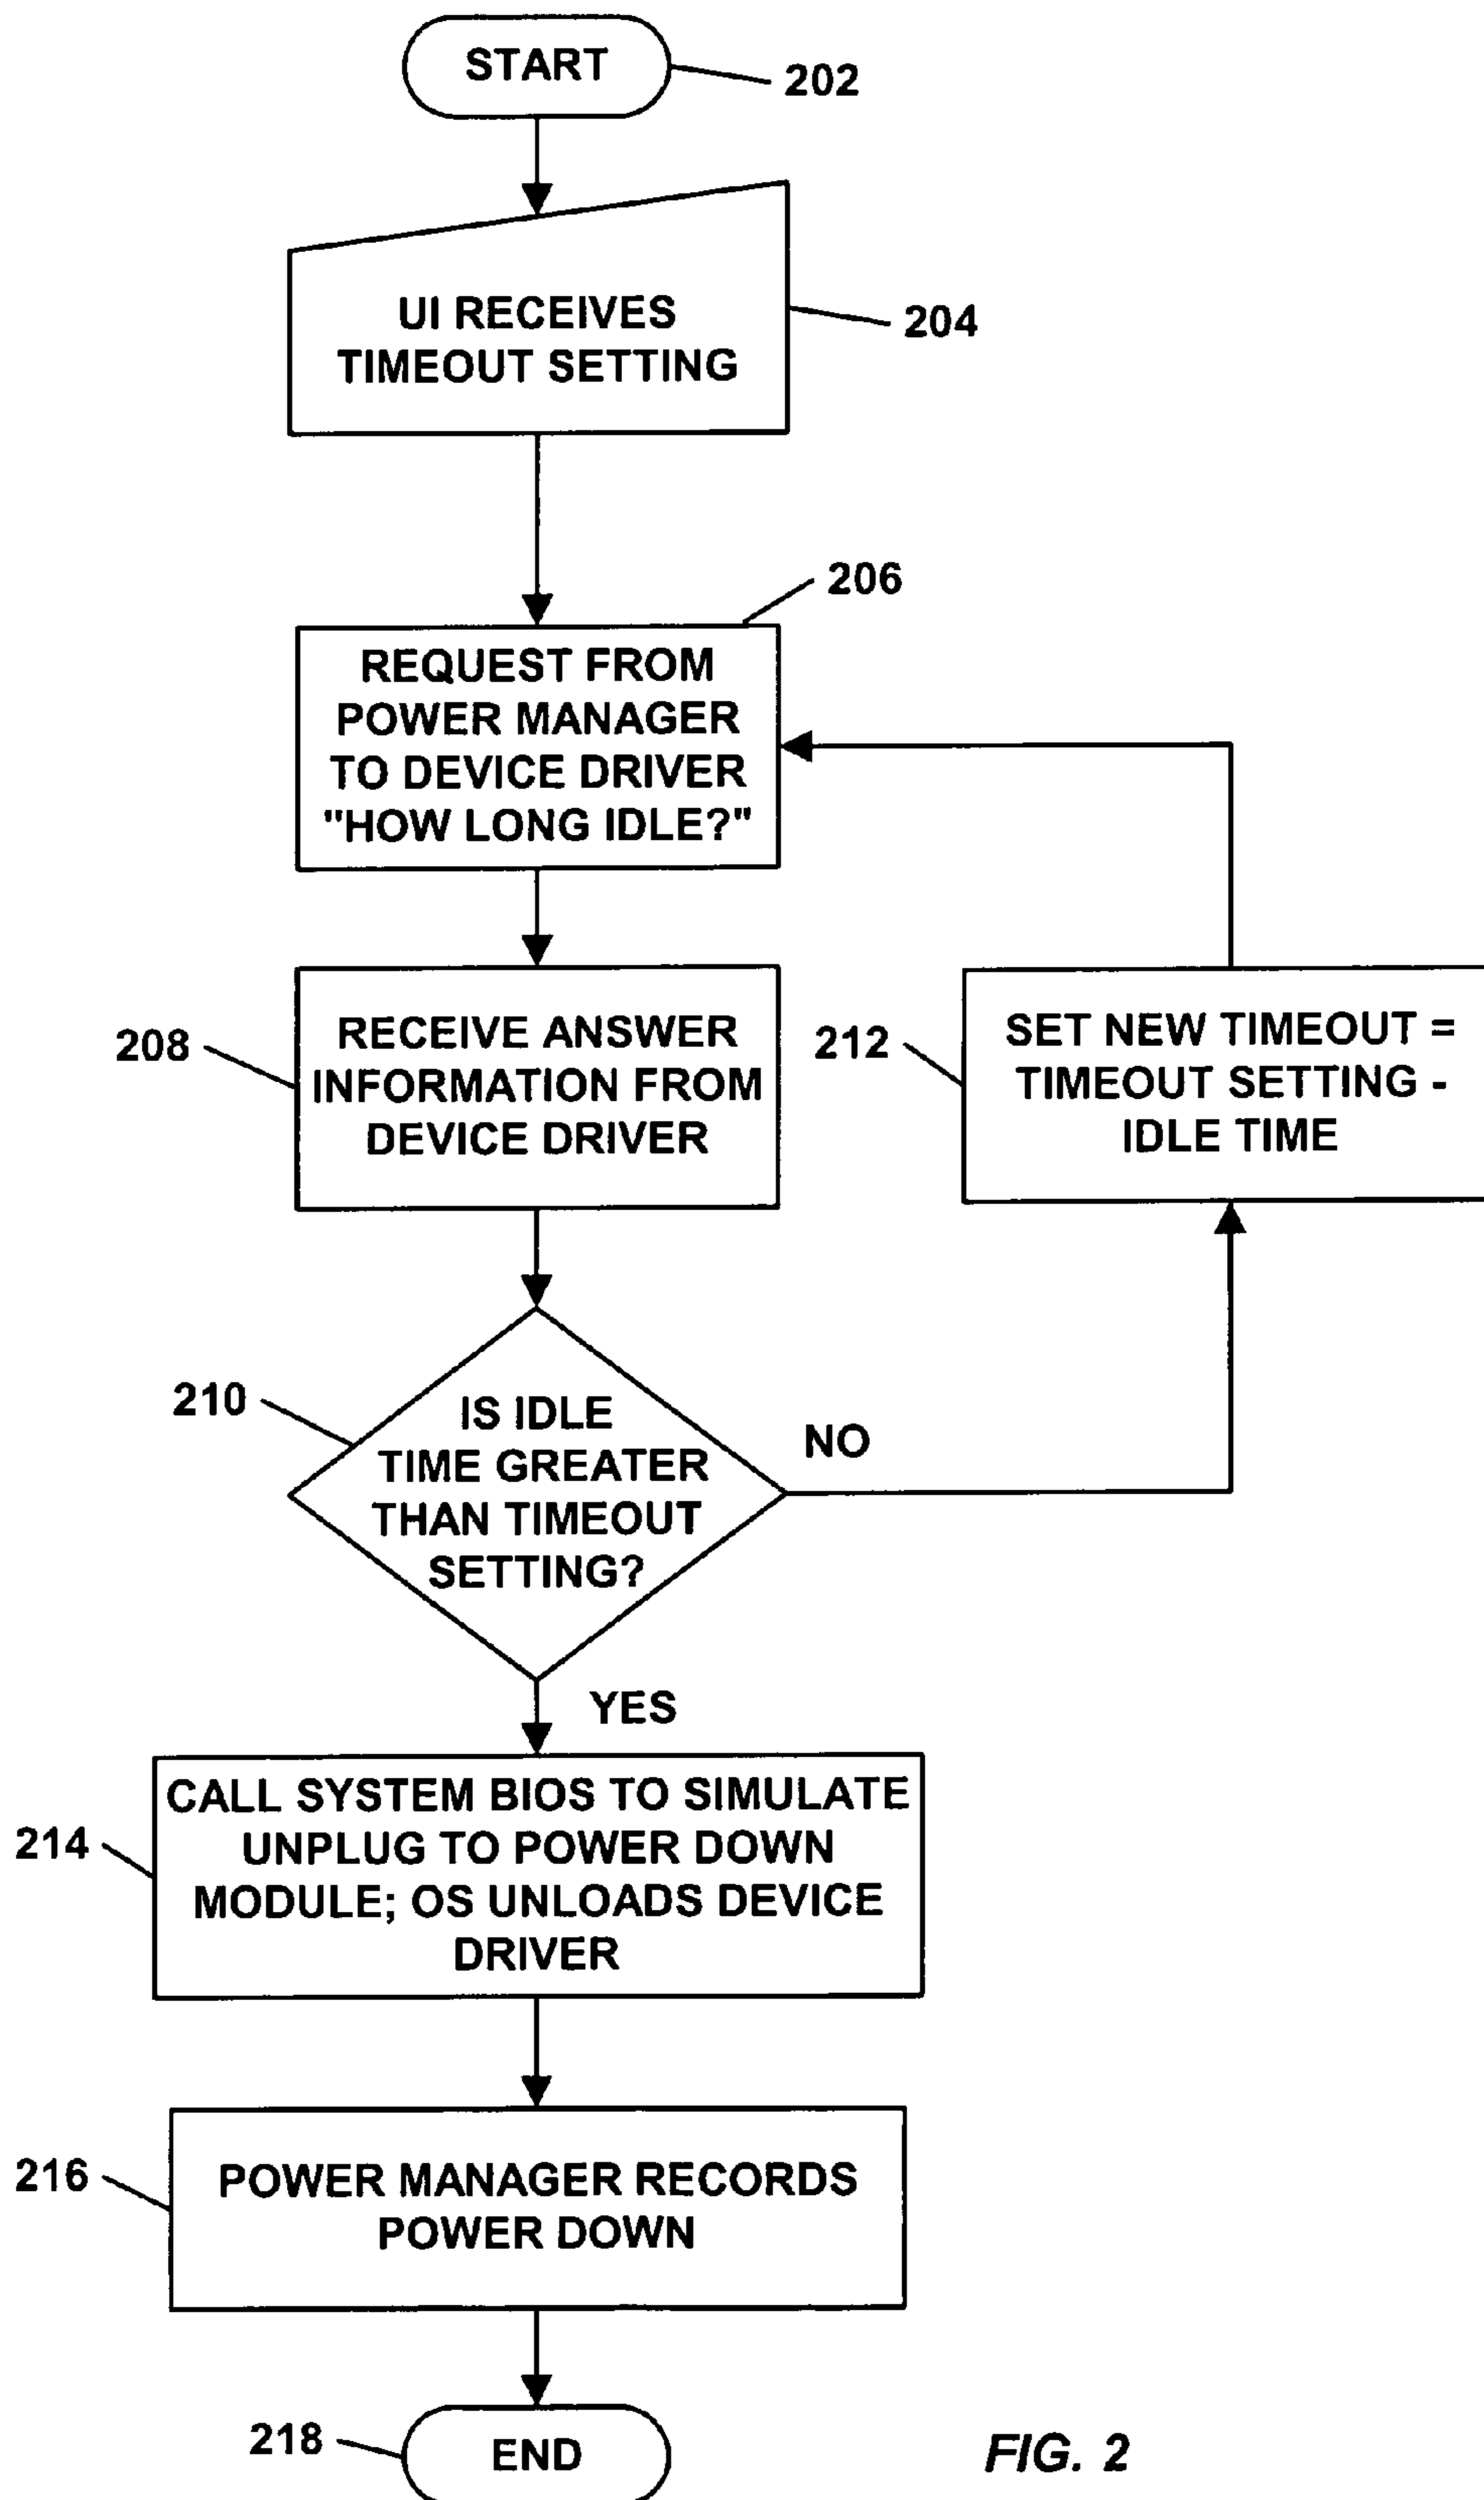 START
202
UI RECEIVES
TIMEOUT SETTING
204
206
REQUEST FROM
POWER MANAGER
TO DEVICE DRIVER
"HOW LONG IDLE?"
208
RECEIVE ANSWER
INFORMATION FROM
DEVICE DRIVER
212
SET NEW TIMEOUT =
TIMEOUT SETTING -
IDLE TIME
210
IS IDLE
TIME GREATER
THAN TIMEOUT
SETTING?
NO
YES
214
CALL SYSTEM BIOS TO SIMULATE
UNPLUG TO POWER DOWN
MODULE; OS UNLOADS DEVICE
DRIVER
216
POWER MANAGER RECORDS
POWER DOWN
218
END
FIG. 2